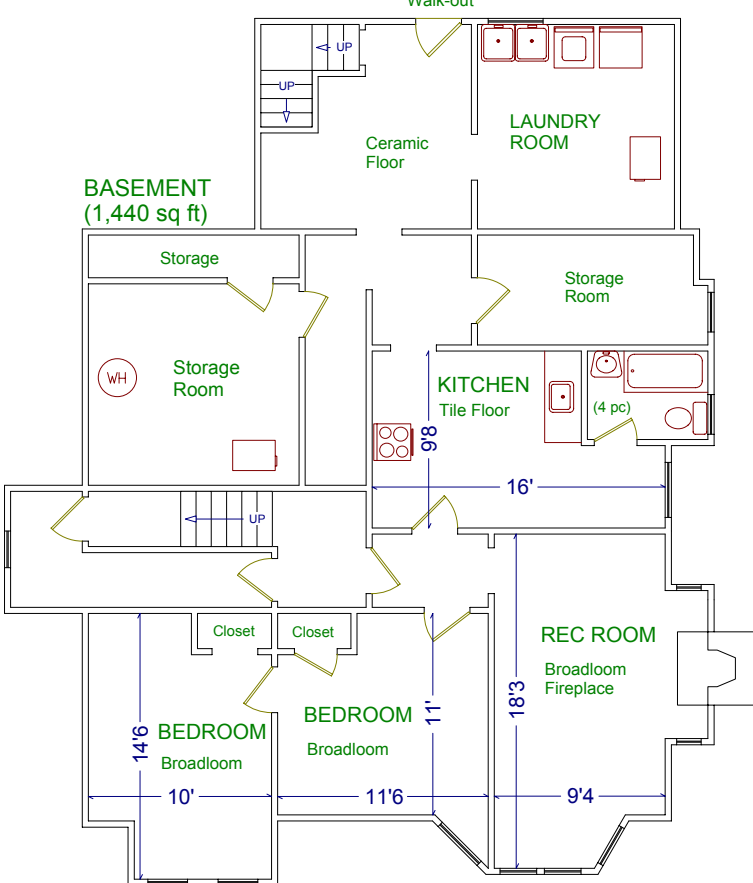 Walk-out
UP
UP
LAUNDRY
ROOM
Ceramic
Floor
BASEMENT
(1,440 sq ft)
Storage
Storage
Room
WH
Storage
Room
KITCHEN
Tile Floor
(4 pc)
9'8
16'
UP
Closet
Closet
REC ROOM
Broadloom
Fireplace
18'3
BEDROOM
Broadloom
14'6
BEDROOM
Broadloom
11'
10'
11'6
9'4